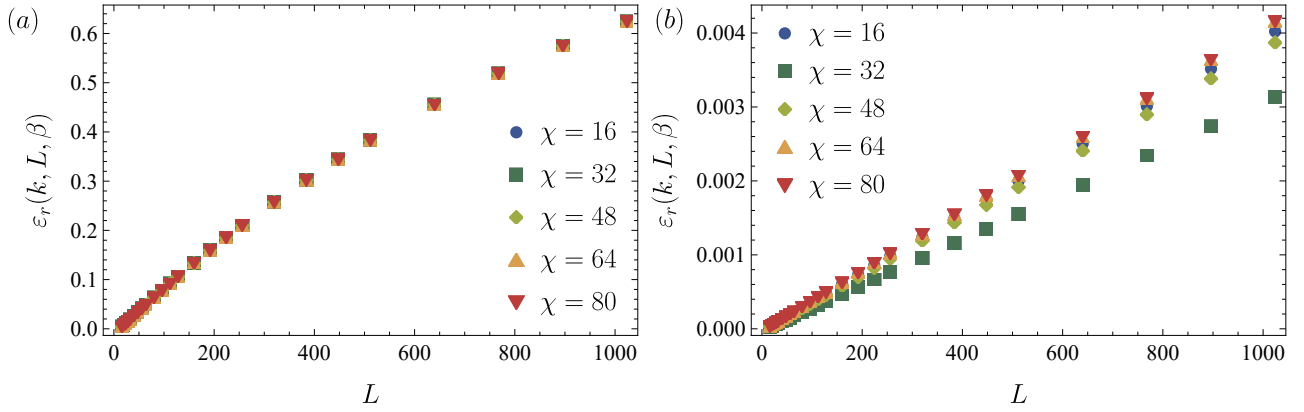 (a)
0.6
0.5
0.4
0.3
0.2
0.1
0.0
ε_r(k, L, β)
χ = 16
χ = 32
χ = 48
χ = 64
χ = 80
0 200 400 600 800 1000
L
(b)
0.004
0.003
0.002
0.001
0.000
ε_r(k, L, β)
χ = 16
χ = 32
χ = 48
χ = 64
χ = 80
0 200 400 600 800 1000
L